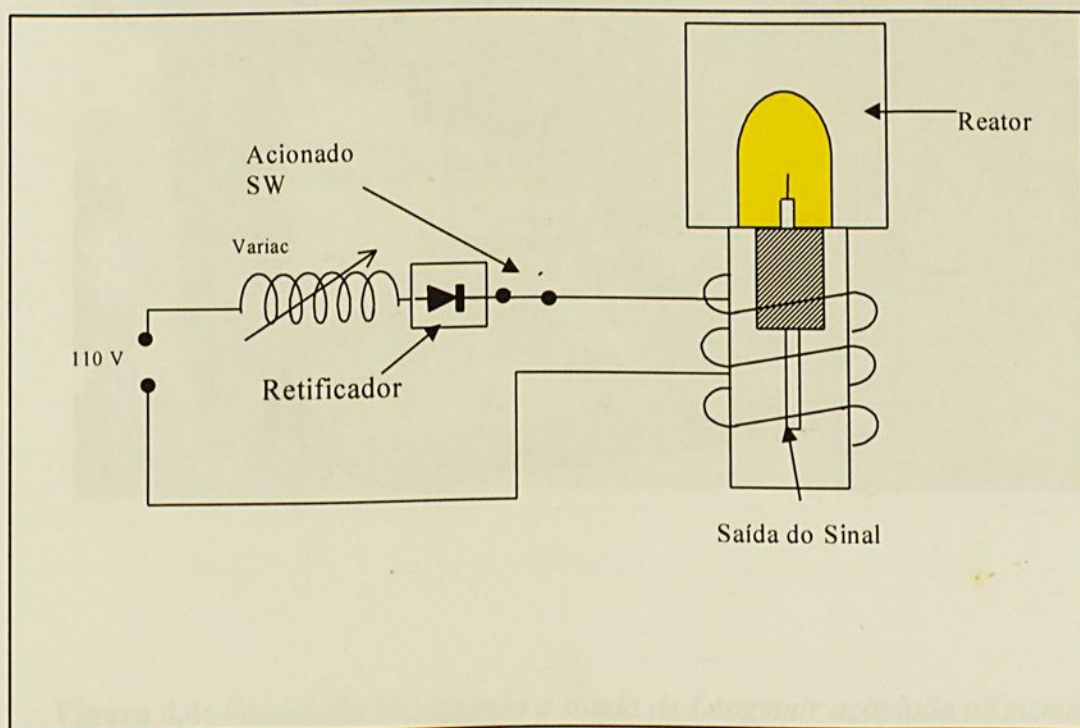 Reator
Acionado
SW
Variac
110 V
Retificador
Saída do Sinal